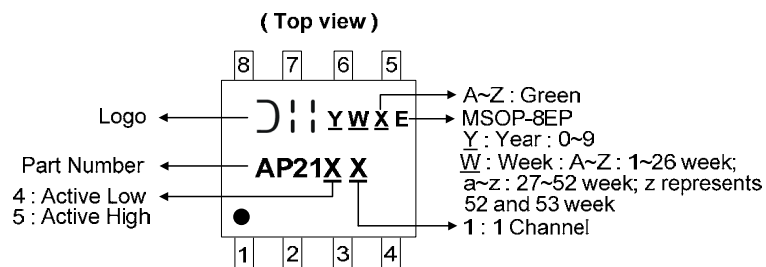 ( Top view )
8 7 6 5
Logo
Y W X E
A~Z : Green
MSOP-8EP
Y : Year : 0~9
W : Week : A~Z : 1~26 week;
a~z : 27~52 week; z represents
52 and 53 week
Part Number
AP21X X
4 : Active Low
5 : Active High
1 : 1 Channel
1 2 3 4